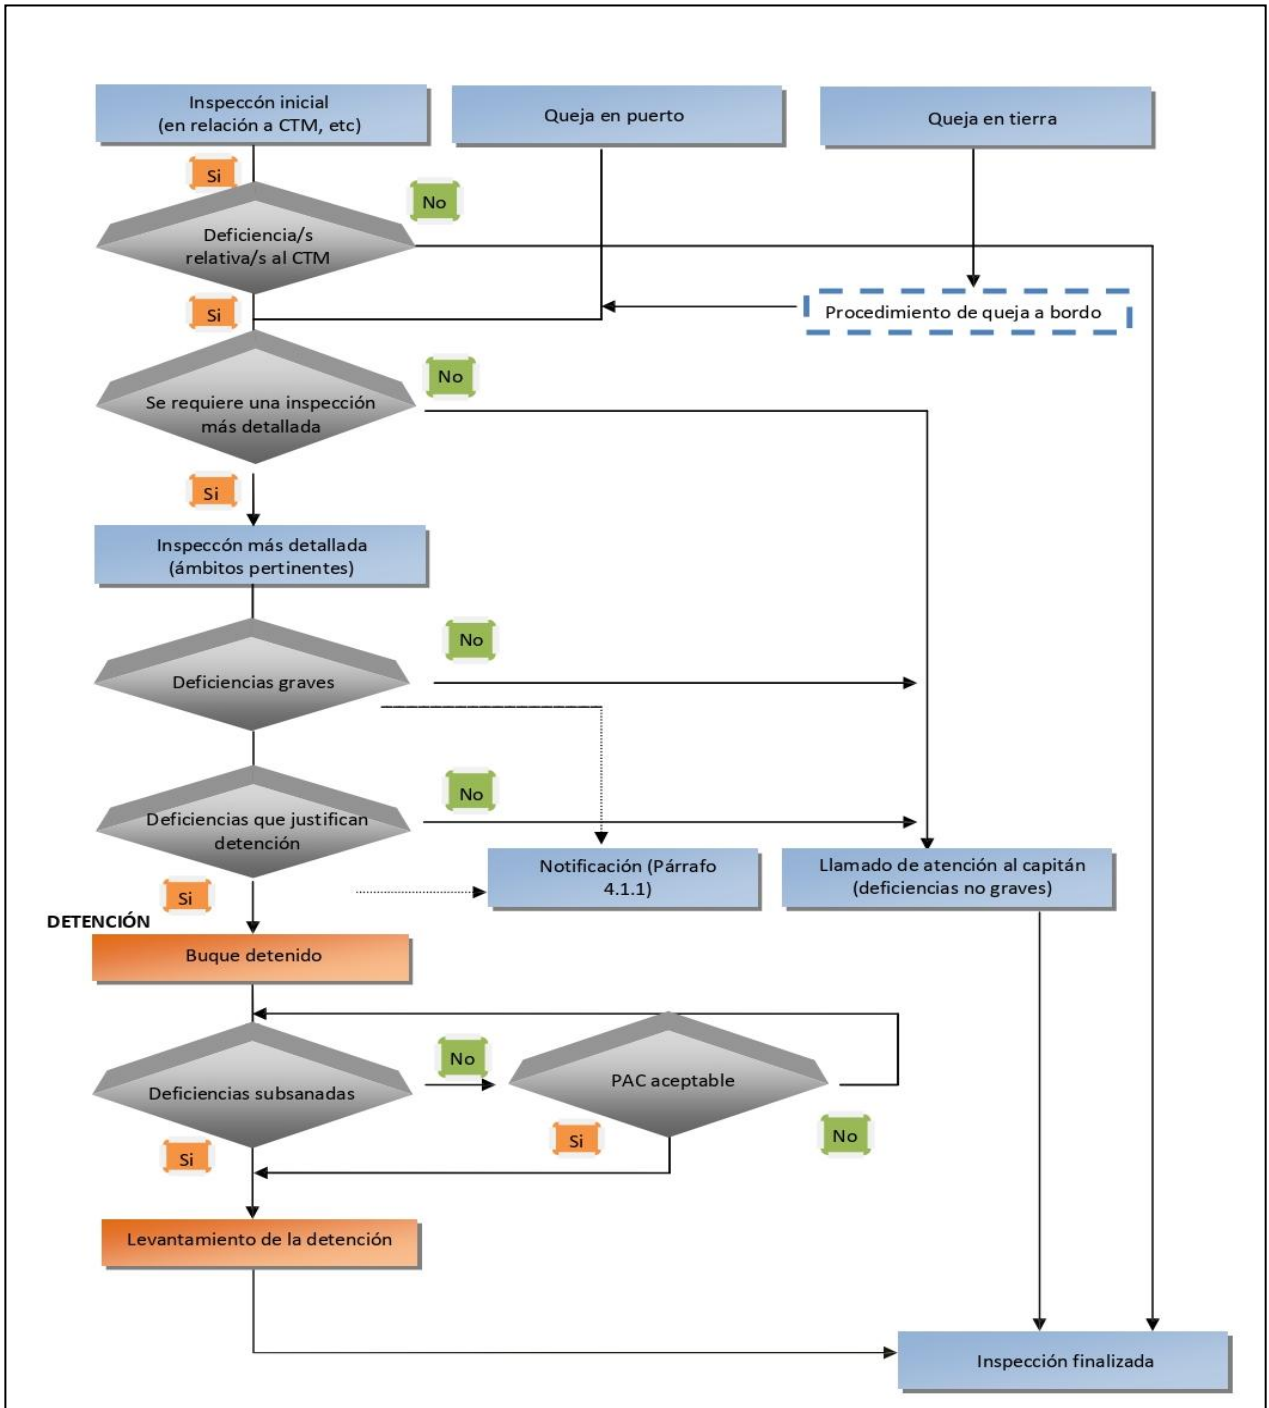 Inspeccón inicial
(en relación a CTM, etc)
Queja en puerto
Queja en tierra
Si
No
Deficiencia/s
relativa/s al CTM
Si
Procedimiento de queja a bordo
No
Se requiere una inspección
más detallada
Si
Inspeccón más detallada
(ámbitos pertinentes)
No
Deficiencias graves
No
Deficiencias que justifican
detención
Notificación (Párrafo
4.1.1)
Llamado de atención al capitán
(deficiencias no graves)
Si
DETENCIÓN
Buque detenido
No
Deficiencias subsanadas
PAC aceptable
Si
Si
No
Levantamiento de la detención
Inspección finalizada